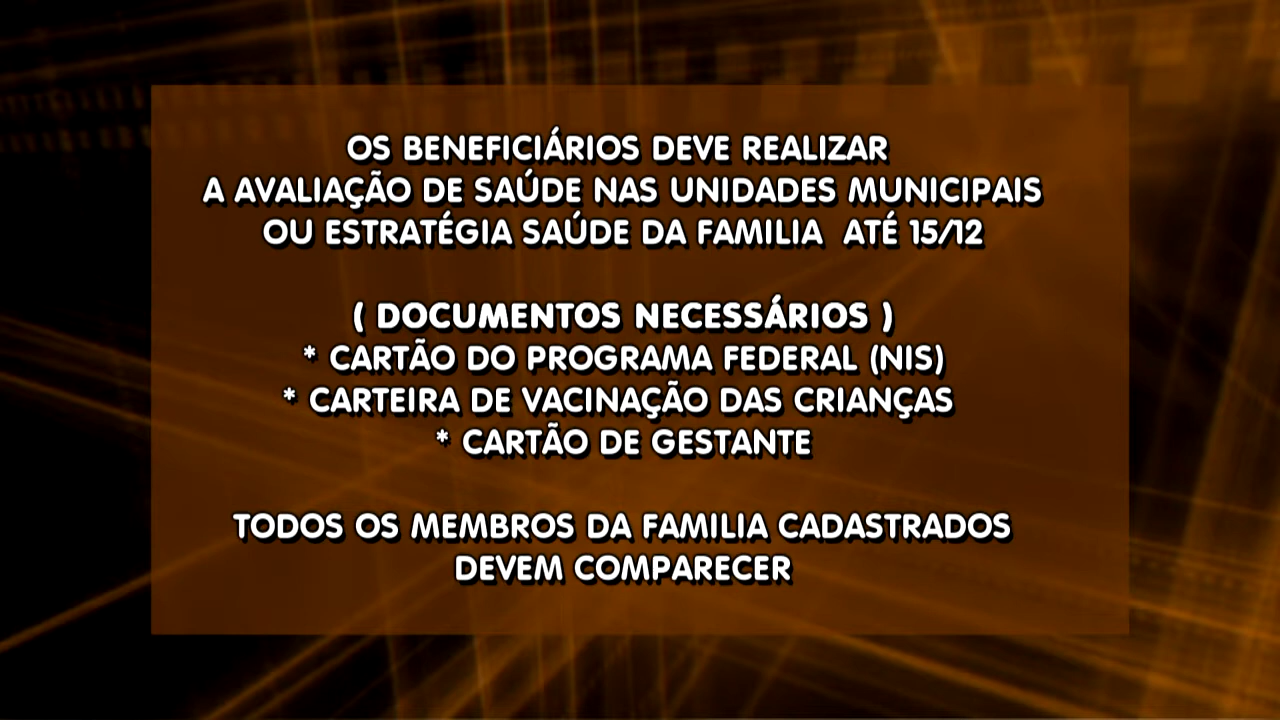 OS BENEFICIÁRIOS DEVE REALIZAR
A AVALIAÇÃO DE SAÚDE NAS UNIDADES MUNICIPAIS
OU ESTRATÉGIA SAÚDE DA FAMILIA ATÉ 15/12
( DOCUMENTOS NECESSÁRIOS )
* CARTÃO DO PROGRAMA FEDERAL (NIS)
* CARTEIRA DE VACINAÇÃO DAS CRIANÇAS
* CARTÃO DE GESTANTE
TODOS OS MEMBROS DA FAMILIA CADASTRADOS
DEVEM COMPARECER